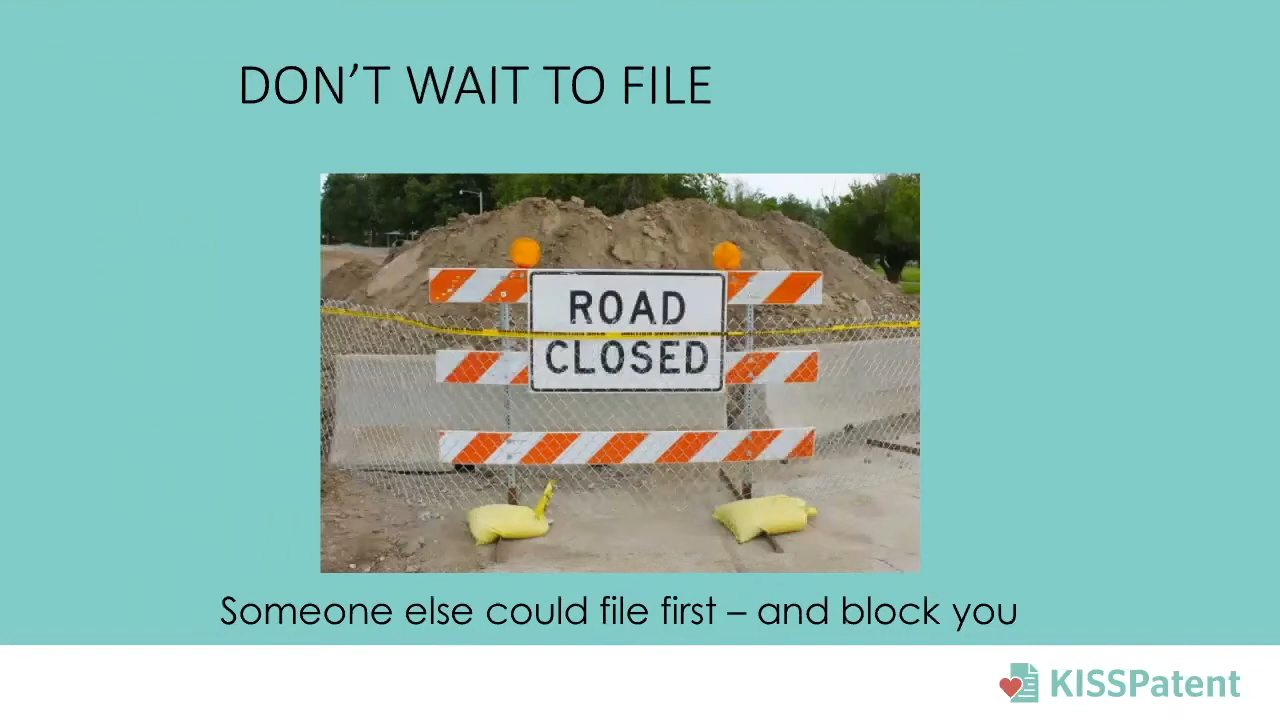 DON’T WAIT TO FILE
ROAD
CLOSED
Someone else could file first – and block you
KISSPatent